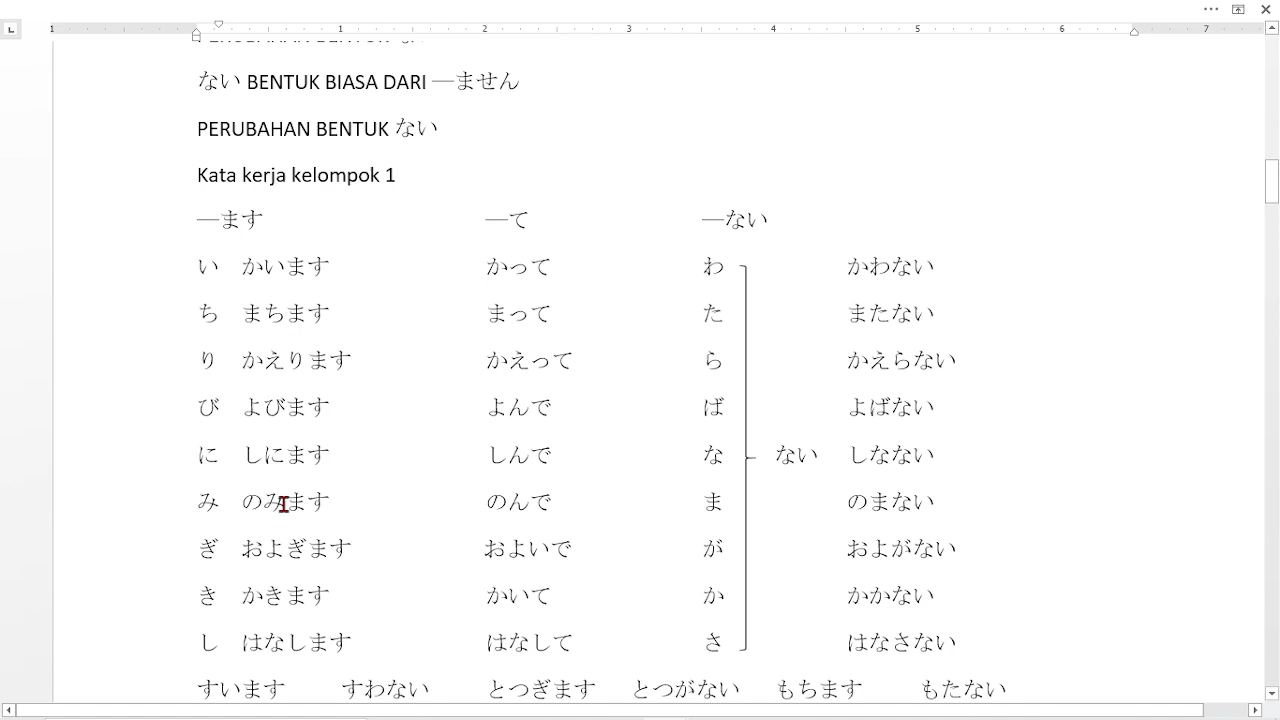 1 1 2 3 4 5 6 7
ない BENTUK BIASA DARI ―ません
PERUBAHAN BENTUK ない
Kata kerja kelompok 1
―ます ―て ―ない
い かいます かって わ かわない
ち まちます まって た またない
り かえります かえって ら かえらない
び よびます よんで ば よばない
に しにます しんで な ない しなない
み のみます のんで ま のまない
ぎ およぎます およいで が およがない
き かきます かいて か かかない
し はなします はなして さ はなさない
すいます すわない とつぎます とつがない もちます もたない